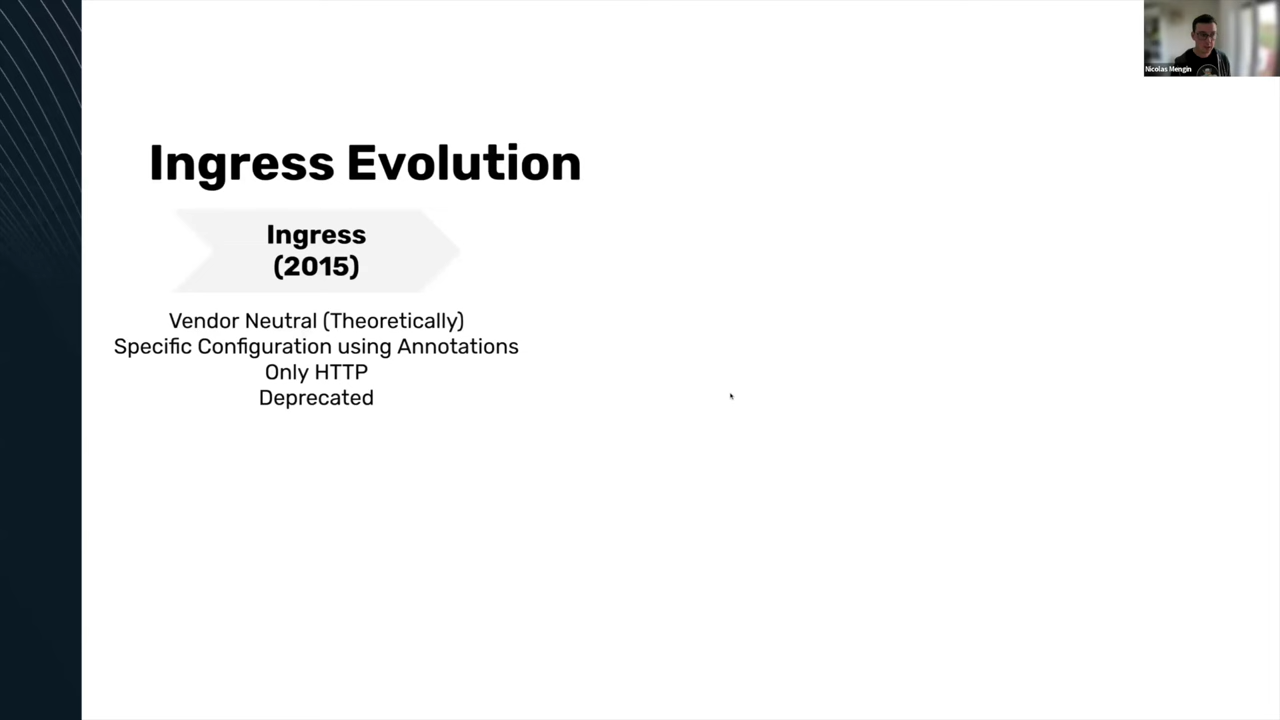 Nicolas Mengin
Ingress Evolution
Ingress
(2015)
Vendor Neutral (Theoretically)
Specific Configuration using Annotations
Only HTTP
Deprecated